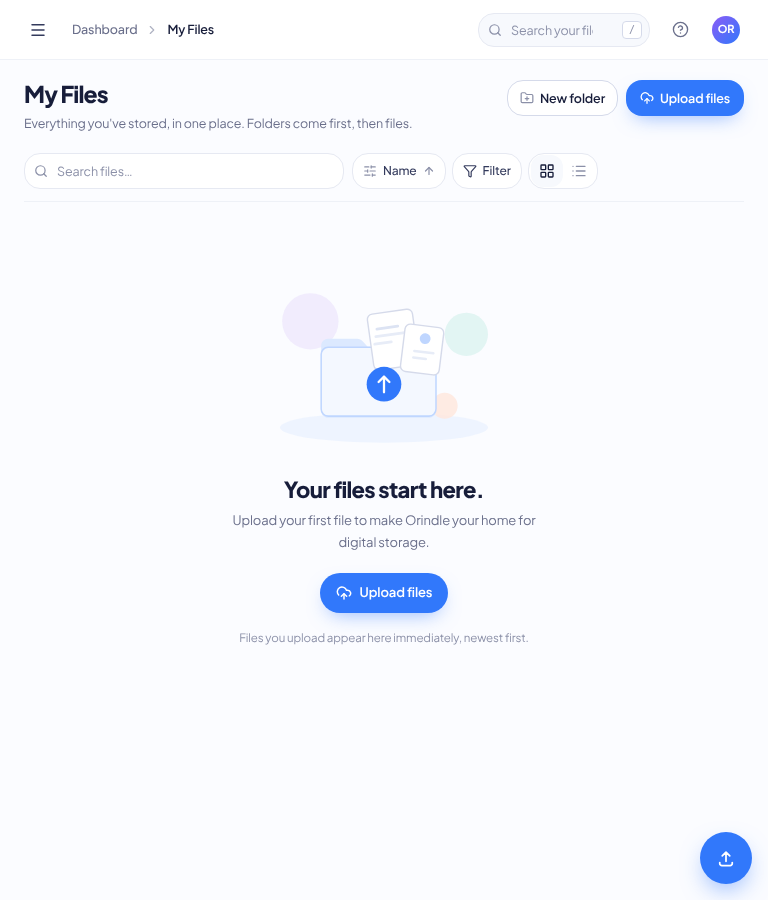 Dashboard > My Files
Search your fil
/
OR
My Files
Everything you've stored, in one place. Folders come first, then files.
New folder
Upload files
Search files…
Name
Filter
Your files start here.
Upload your first file to make Orindle your home for
digital storage.
Upload files
Files you upload appear here immediately, newest first.